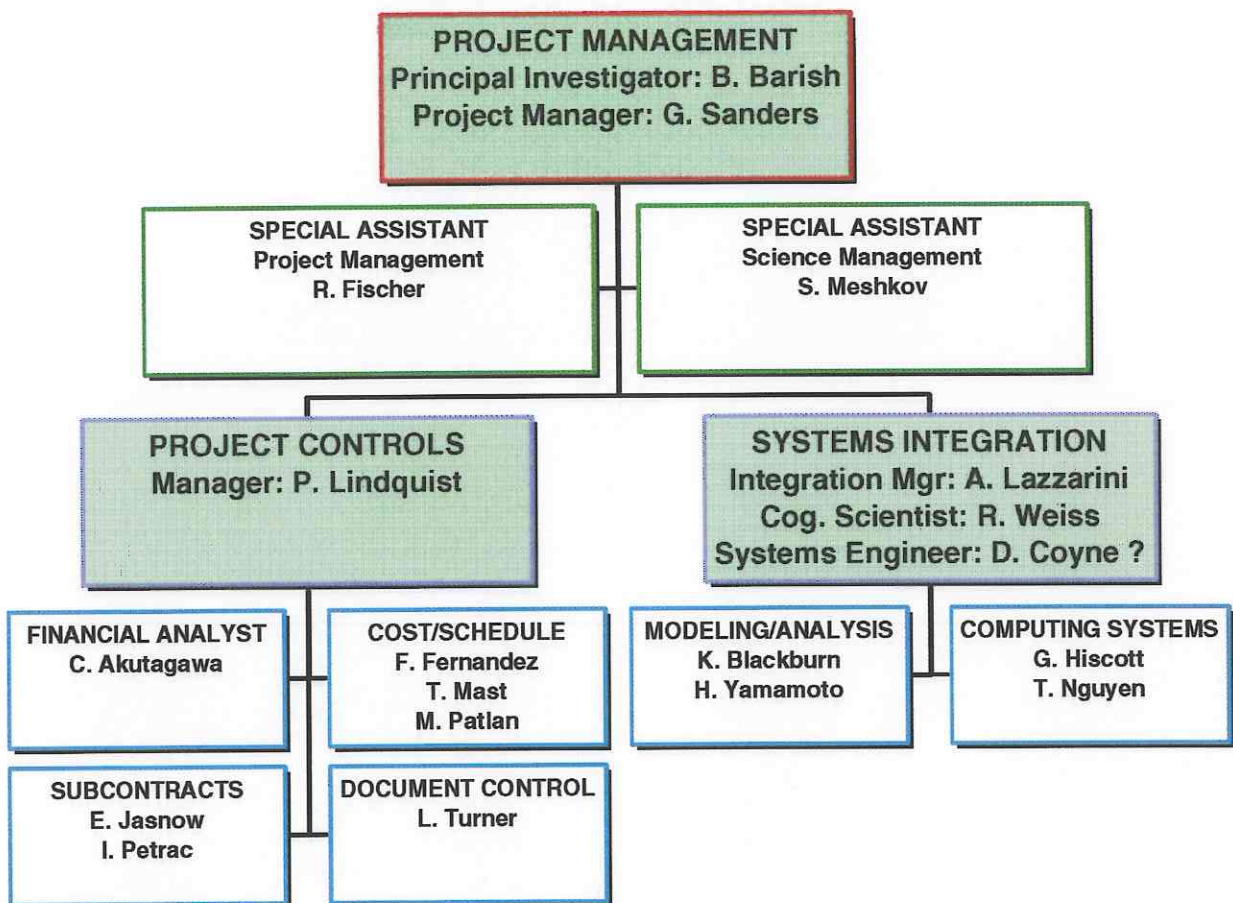 PROJECT MANAGEMENT
Principal Investigator: B. Barish
Project Manager: G. Sanders
SPECIAL ASSISTANT
Project Management
R. Fischer
SPECIAL ASSISTANT
Science Management
S. Meshkov
PROJECT CONTROLS
Manager: P. Lindquist
SYSTEMS INTEGRATION
Integration Mgr: A. Lazzarini
Cog. Scientist: R. Weiss
Systems Engineer: D. Coyne ?
FINANCIAL ANALYST
C. Akutagawa
COST/SCHEDULE
F. Fernandez
T. Mast
M. Patlan
MODELING/ANALYSIS
K. Blackburn
H. Yamamoto
COMPUTING SYSTEMS
G. Hiscott
T. Nguyen
SUBCONTRACTS
E. Jasnow
I. Petrac
DOCUMENT CONTROL
L. Turner